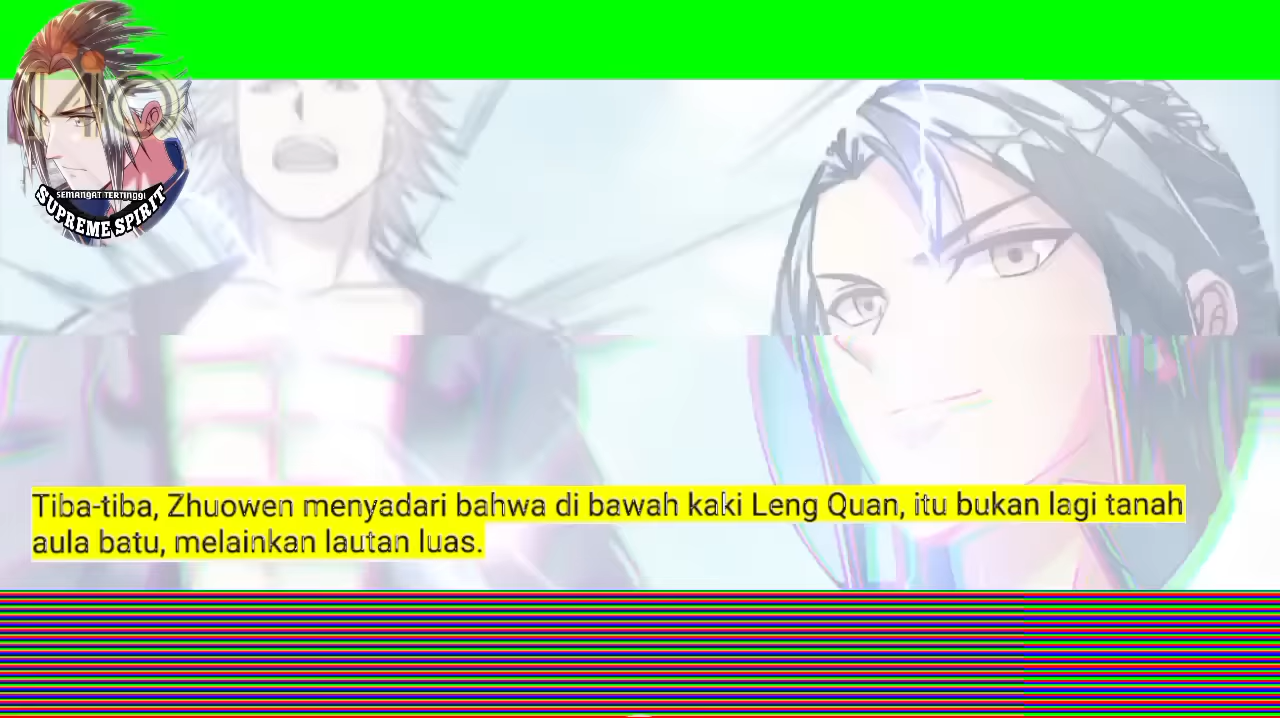 140
SEMANGAT TERTINGGI
SUPREME SPIRIT
Tiba-tiba, Zhuowen menyadari bahwa di bawah kaki Leng Quan, itu bukan lagi tanah
aula batu, melainkan lautan luas.